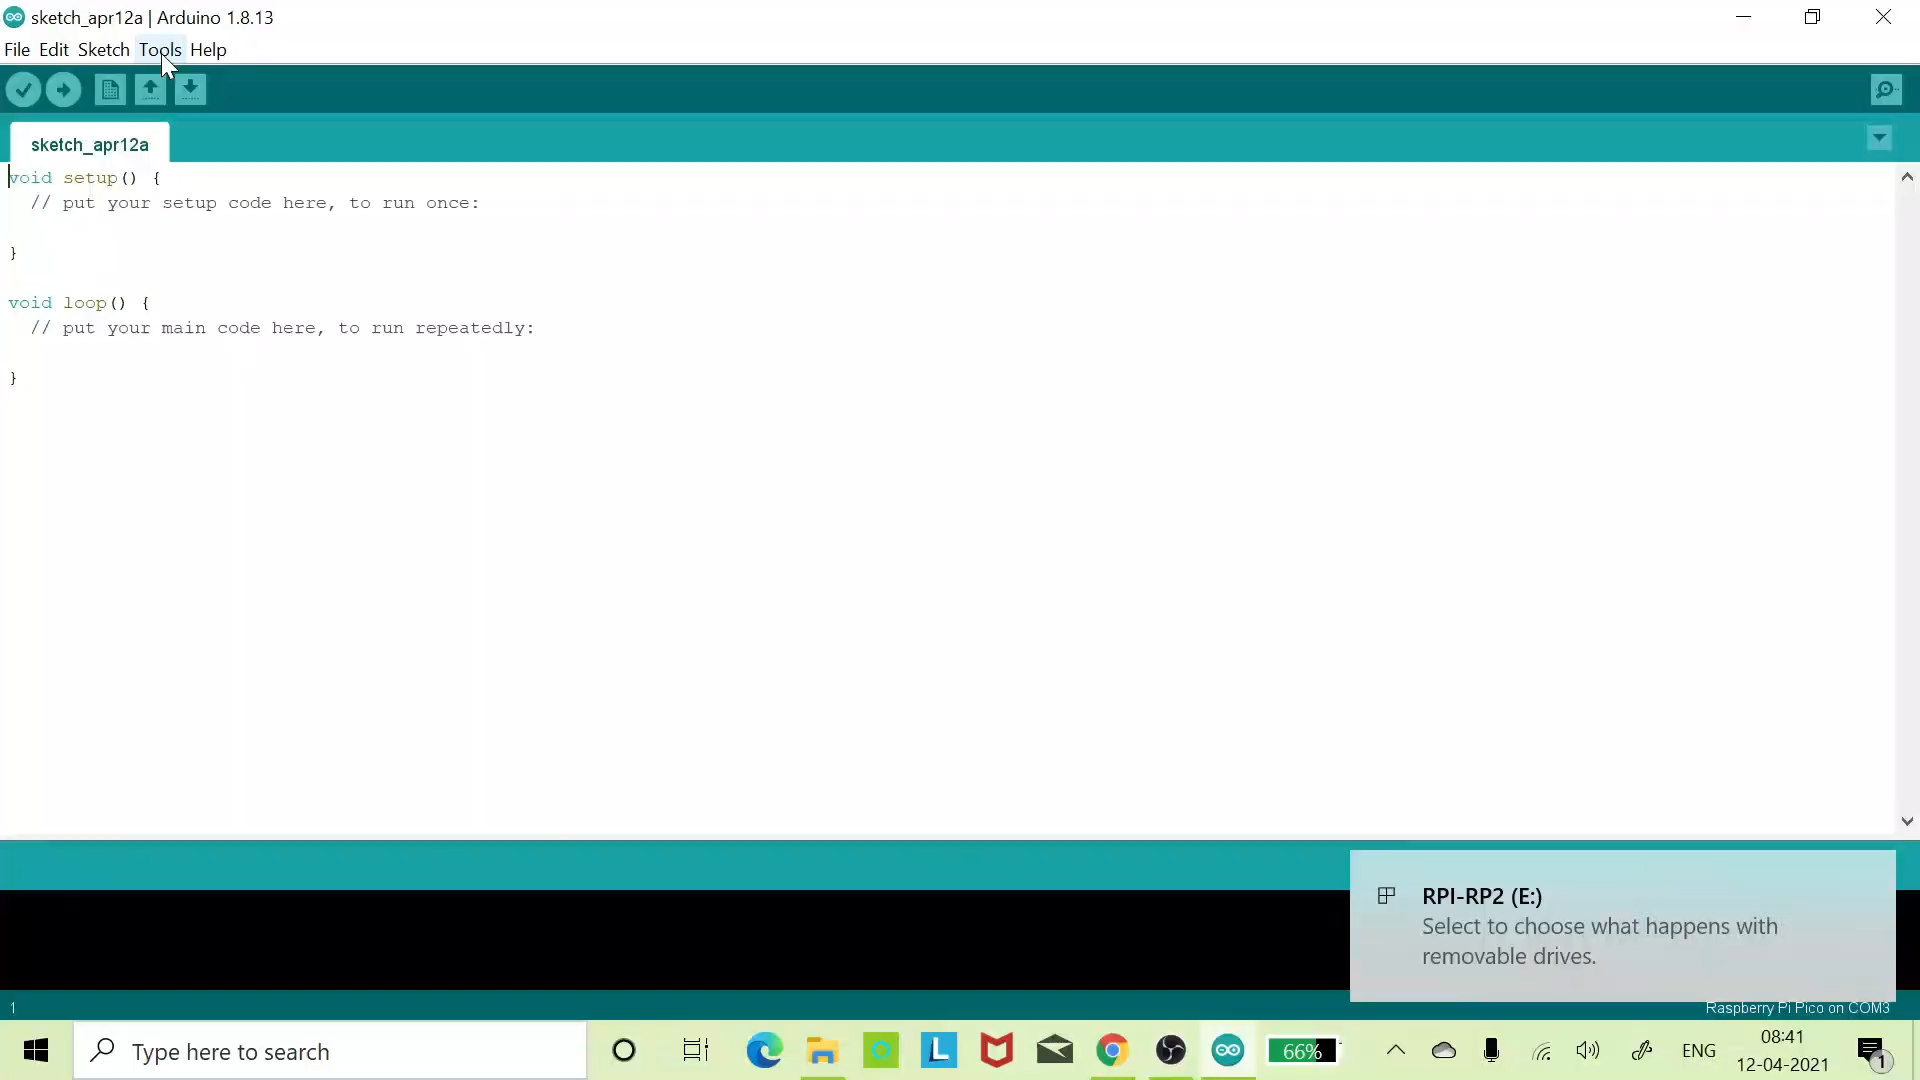 sketch_apr12a | Arduino 1.8.13
File Edit Sketch Tools Help
sketch_apr12a
void setup() {
  // put your setup code here, to run once:
}
void loop() {
  // put your main code here, to run repeatedly:
}
RPI-RP2 (E:)
Select to choose what happens with
removable drives.
1
Raspberry Pi Pico on COM3
Type here to search
L
66%
ENG
08:41
12-04-2021
1